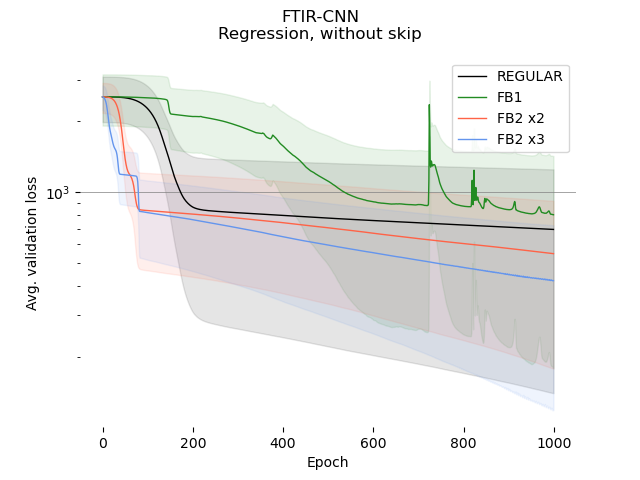 FTIR-CNN
Regression, without skip
REGULAR
FB1
FB2 x2
FB2 x3
10³
Avg. validation loss
0 200 400 600 800 1000
Epoch